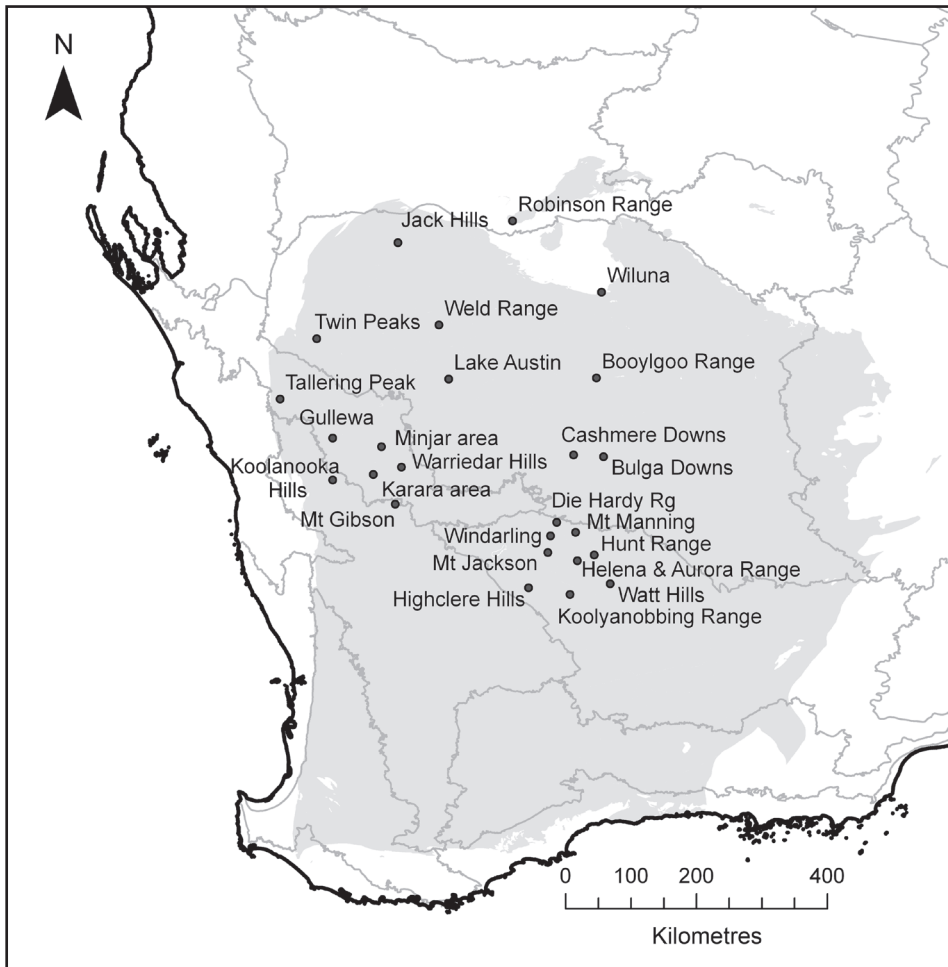 N
Robinson Range
Jack Hills
Wiluna
Weld Range
Twin Peaks
Lake Austin
Booylgoo Range
Tallering Peak
Gullewa
Minjar area
Cashmere Downs
Koolanooka
Hills
Warriedar Hills
Bulga Downs
Karara area
Mt Gibson
Die Hardy Rg
Mt Manning
Windarling
Hunt Range
Mt Jackson
Helena & Aurora Range
Highclere Hills
Watt Hills
Koolyanobbing Range
0 100 200 400
Kilometres